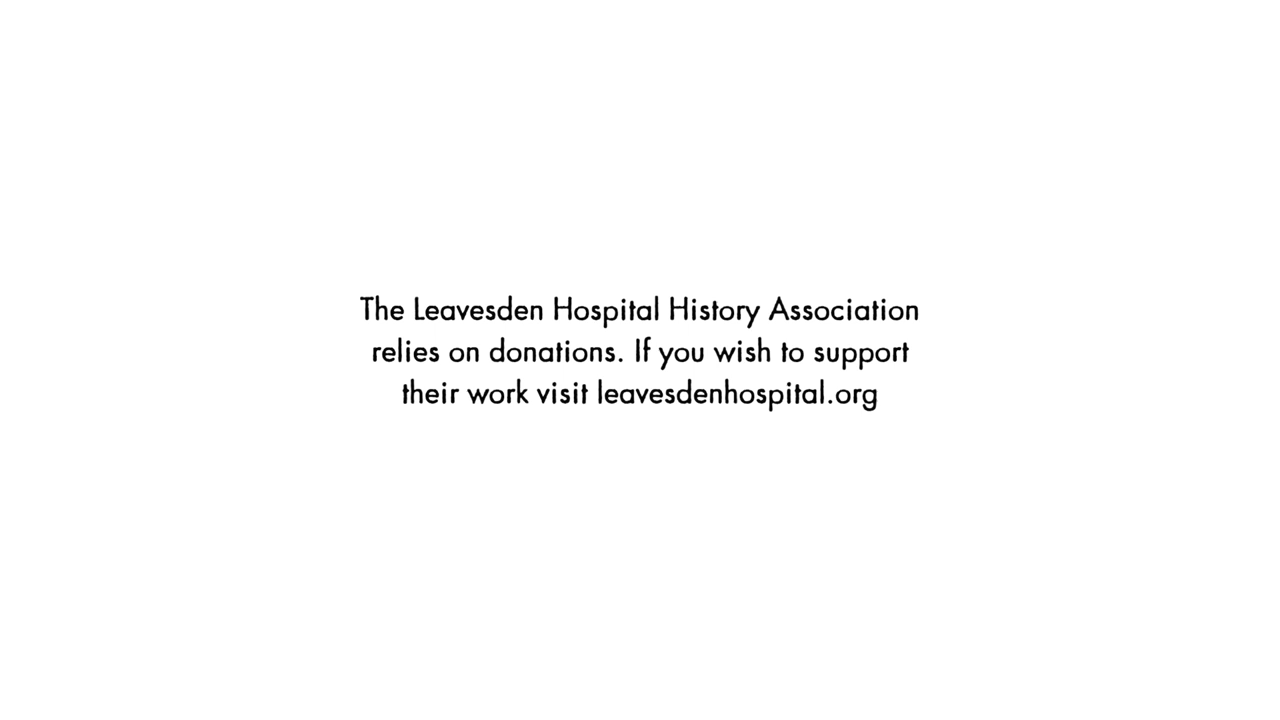 The Leavesden Hospital History Association
relies on donations. If you wish to support
their work visit leavesdenhospital.org